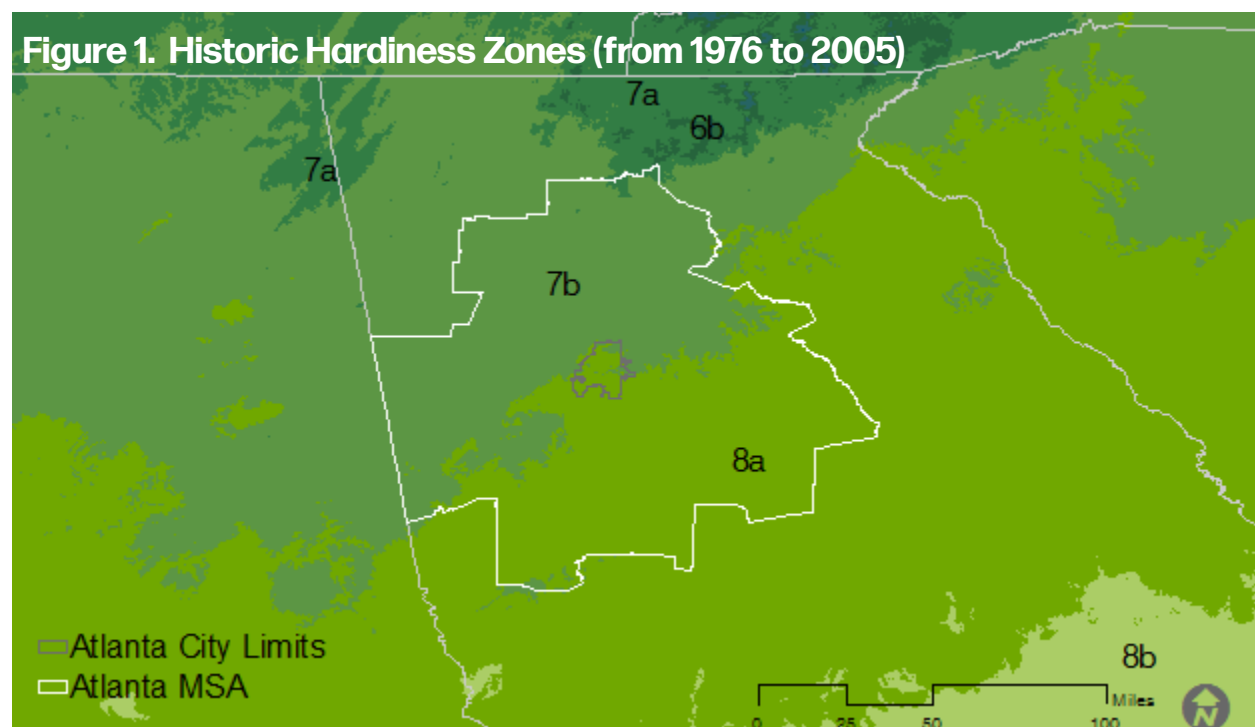 Figure 1. Historic Hardiness Zones (from 1976 to 2005)
7a
6b
7a
7b
8a
Atlanta City Limits
8b
Atlanta MSA
Miles
0 25 50 100
N